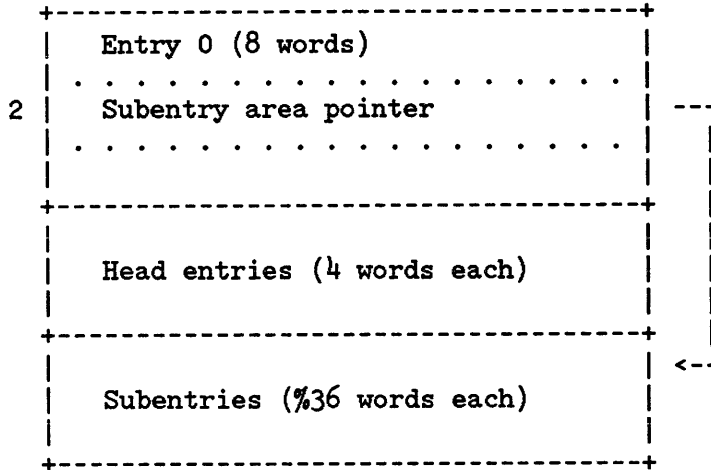 Entry 0 (8 words)
2 Subentry area pointer
Head entries (4 words each)
Subentries (%36 words each)